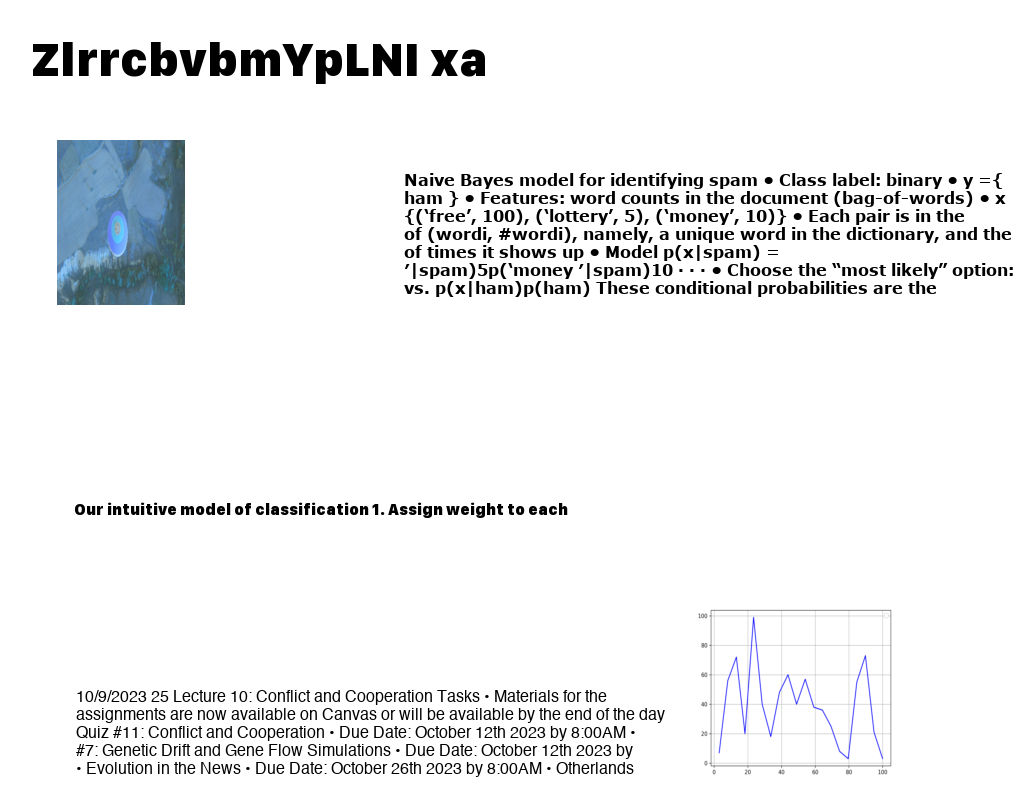 ZlrrcbvbmYpLNI xa
Naive Bayes model for identifying spam • Class label: binary • y ={
ham } • Features: word counts in the document (bag-of-words) • x
{(‘free’, 100), (‘lottery’, 5), (‘money’, 10)} • Each pair is in the
of (wordi, #wordi), namely, a unique word in the dictionary, and the
of times it shows up • Model p(x|spam) =
’|spam)5p(‘money ’|spam)10 · · · • Choose the “most likely” option:
vs. p(x|ham)p(ham) These conditional probabilities are the
Our intuitive model of classification 1. Assign weight to each
10/9/2023 25 Lecture 10: Conflict and Cooperation Tasks • Materials for the
assignments are now available on Canvas or will be available by the end of the day
Quiz #11: Conflict and Cooperation • Due Date: October 12th 2023 by 8:00AM •
#7: Genetic Drift and Gene Flow Simulations • Due Date: October 12th 2023 by
• Evolution in the News • Due Date: October 26th 2023 by 8:00AM • Otherlands
100
80
60
40
20
0
0 20 40 60 80 100